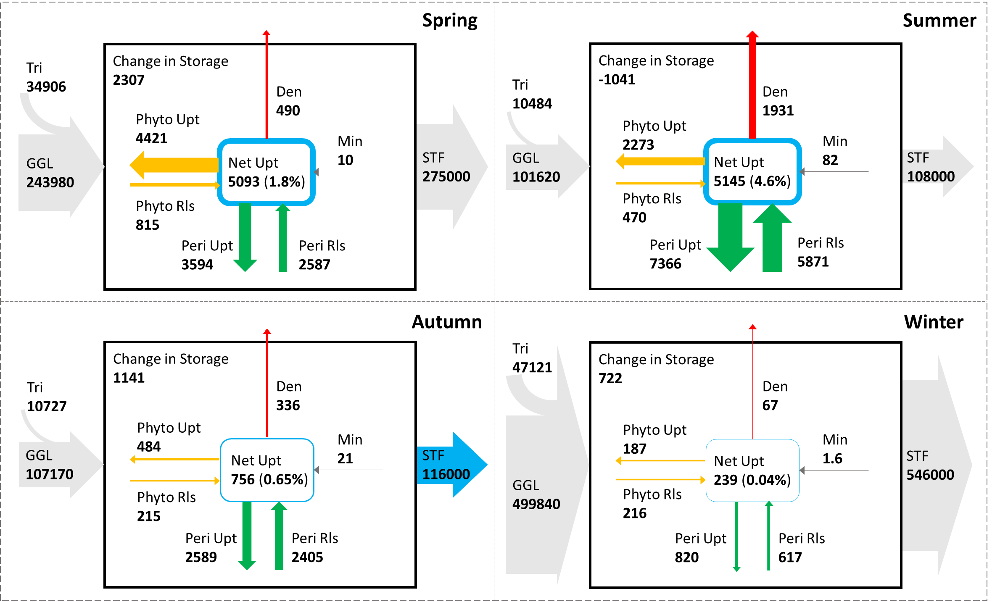 Spring
Tri
34906
GGL
243980
Change in Storage
2307
Den
490
Phyto Upt
4421
Min
10
Net Upt
5093 (1.8%)
Phyto Rls
815
Peri Upt
3594
Peri Rls
2587
STF
275000
Summer
Tri
10484
GGL
101620
Change in Storage
-1041
Den
1931
Phyto Upt
2273
Min
82
Net Upt
5145 (4.6%)
Phyto Rls
470
Peri Upt
7366
Peri Rls
5871
STF
108000
Autumn
Tri
10727
GGL
107170
Change in Storage
1141
Den
336
Phyto Upt
484
Min
21
Net Upt
756 (0.65%)
Phyto Rls
215
Peri Upt
2589
Peri Rls
2405
STF
116000
Winter
Tri
47121
GGL
499840
Change in Storage
722
Den
67
Phyto Upt
187
Min
1.6
Net Upt
239 (0.04%)
Phyto Rls
216
Peri Upt
820
Peri Rls
617
STF
546000